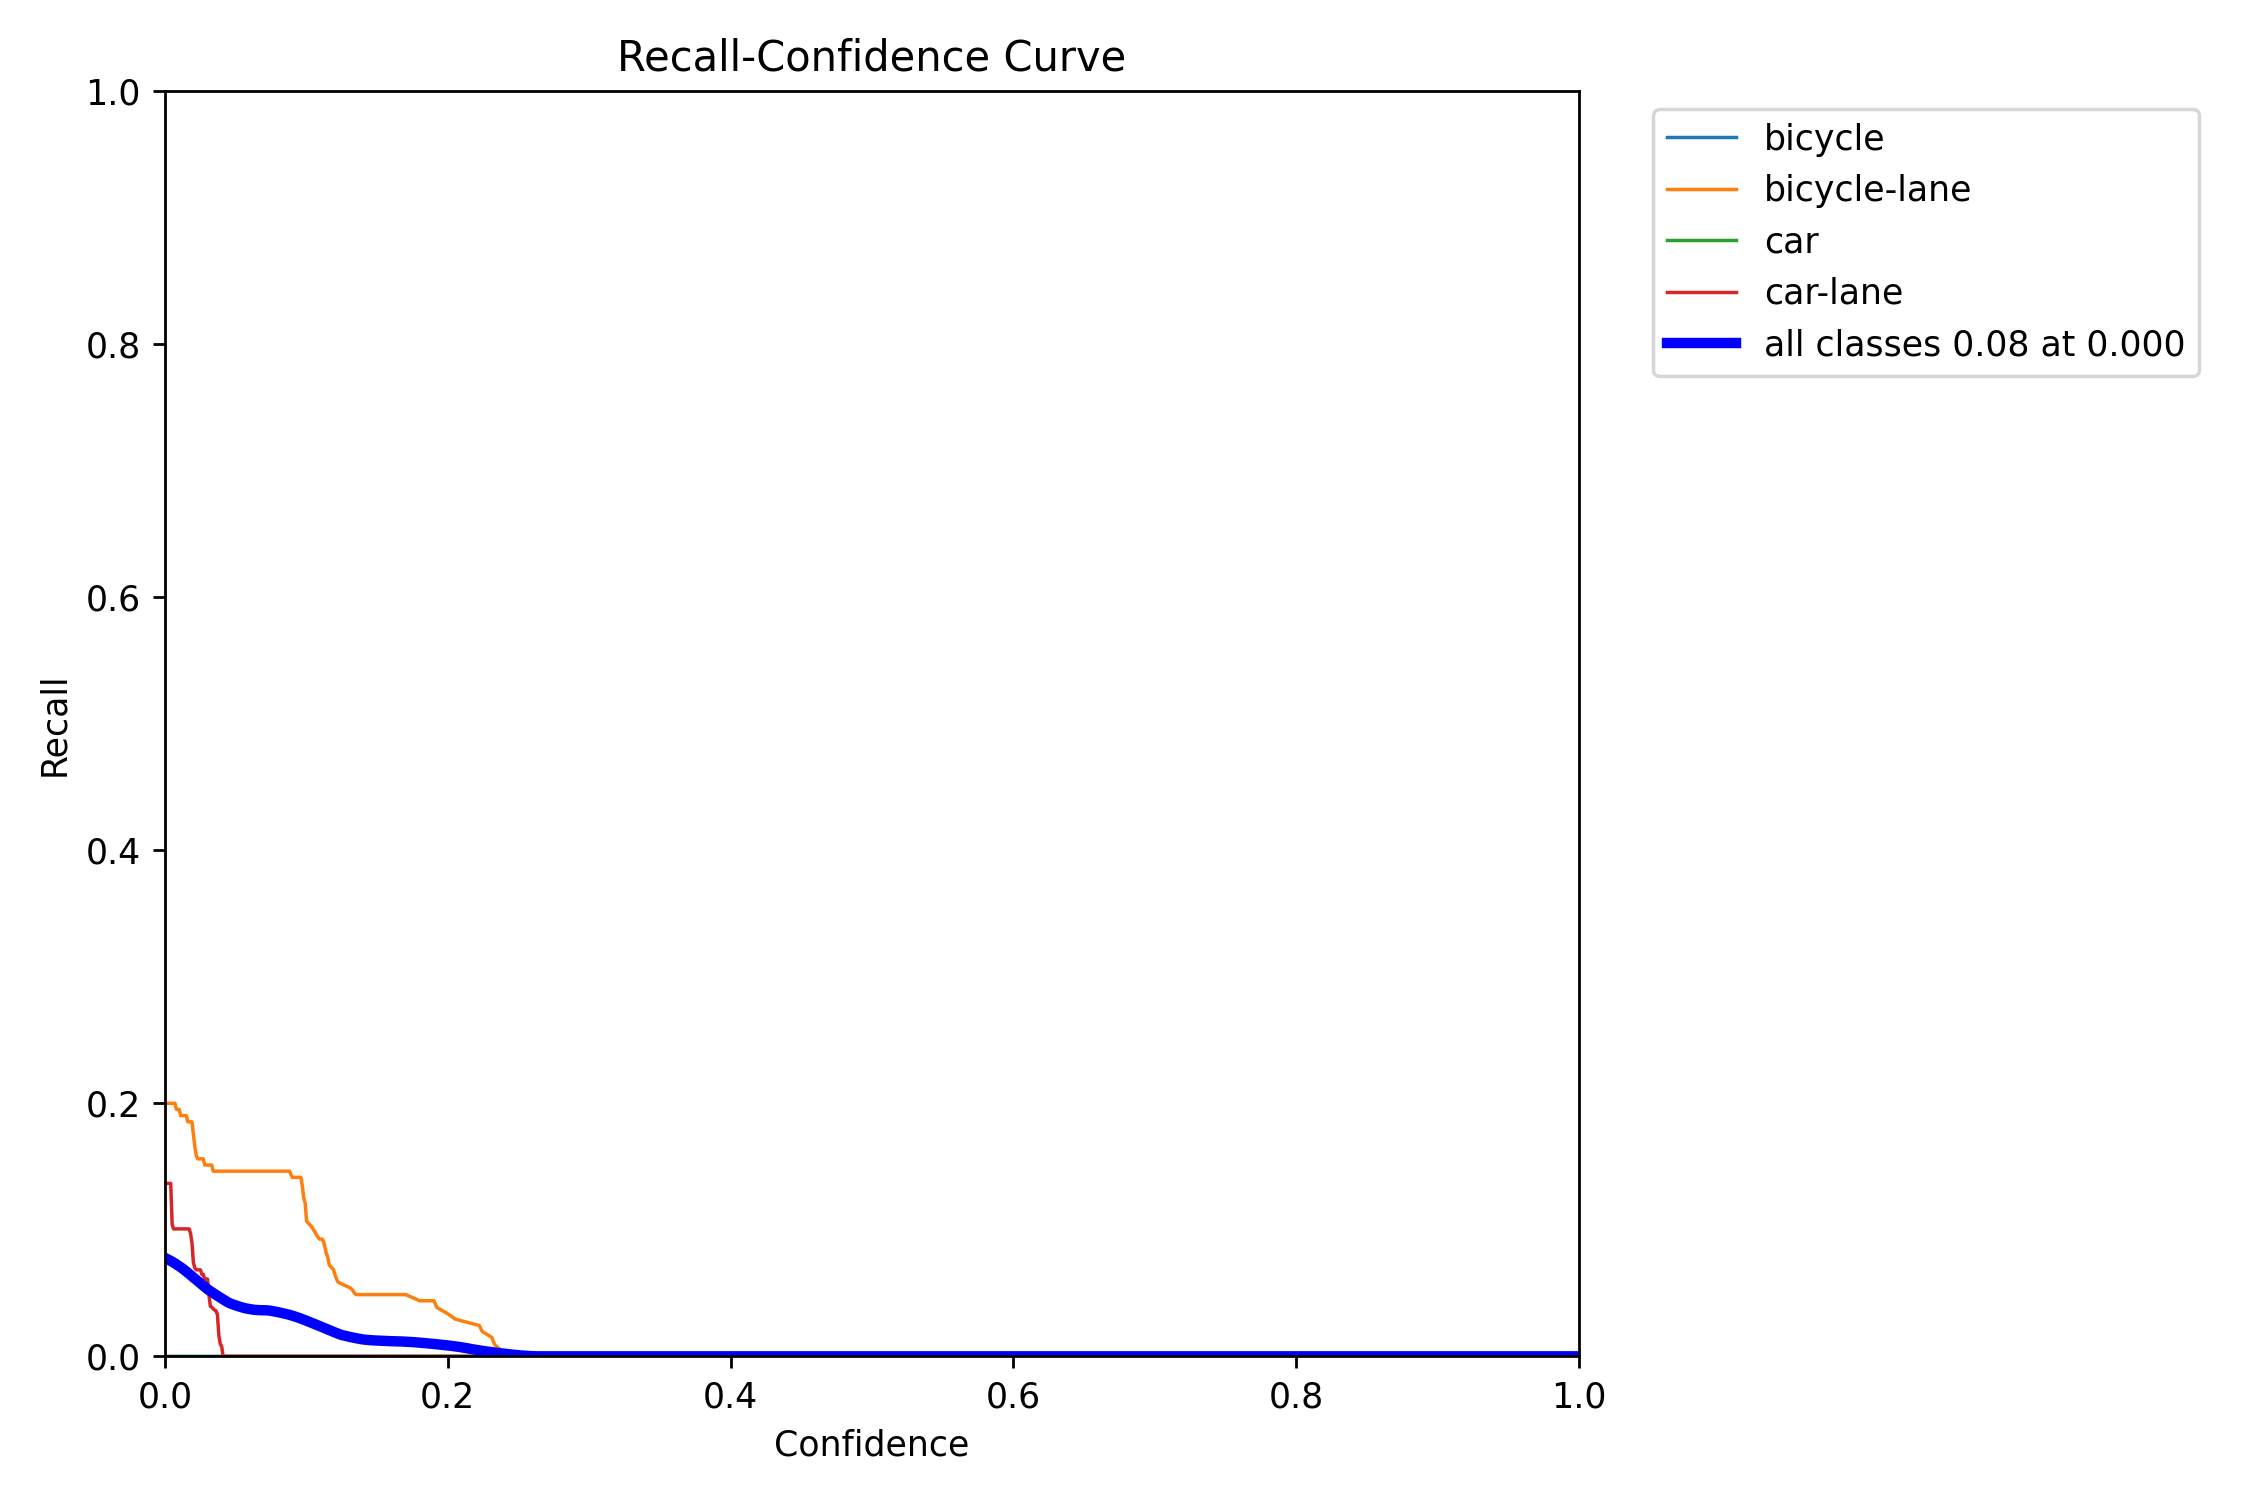 Recall-Confidence Curve
1.0
0.8
0.6
0.4
0.2
0.0
Recall
0.0 0.2 0.4 0.6 0.8 1.0
Confidence
bicycle
bicycle-lane
car
car-lane
all classes 0.08 at 0.000